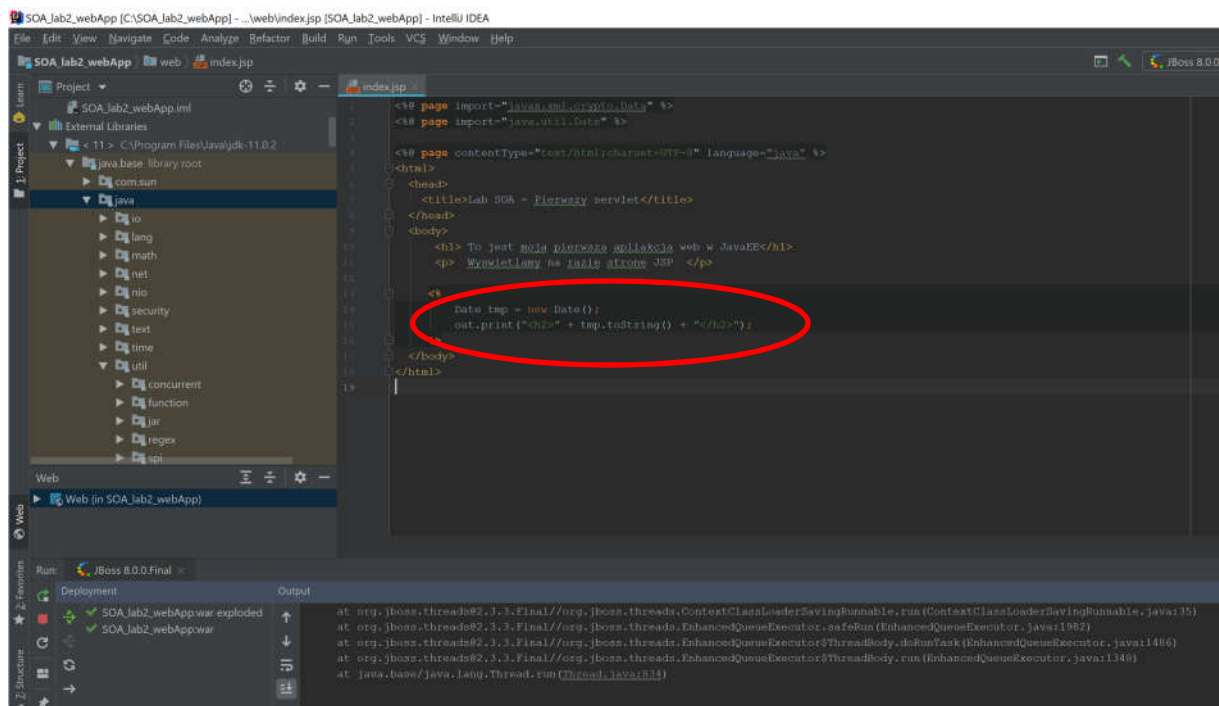 SOA_lab2_webApp [C:\SOA_lab2_webApp] - ...\web\index.jsp [SOA_lab2_webApp] - IntelliJ IDEA
File Edit View Navigate Code Analyze Refactor Build Run Tools VCS Window Help
SOA_lab2_webApp web index.jsp JBoss 8.0.0
Learn
1: Project
Project
SOA_lab2_webApp.iml
External Libraries
< 11 > C:\Program Files\Java\jdk-11.0.2
java.base library root
com.sun
java
io
lang
math
net
nio
security
text
time
util
concurrent
function
jar
regex
spi
index.jsp
<%@ page import="javax.xml.crypto.Data" %>
<%@ page import="java.util.Date" %>
<%@ page contentType="text/html;charset=UTF-8" language="java" %>
<html>
<head>
<title>Lab SOA - Pierwszy servlet</title>
</head>
<body>
<h1> To jest moja pierwsza apliakcja web w JavaEE</h1>
<p> Wyswietlamy na razie strone JSP </p>
<%
Date tmp = new Date();
out.print("<h2>" + tmp.toString() + "</h2>");
%>
</body>
</html>
19
Web
Web (in SOA_lab2_webApp)
Web
2: Favorites
Z: Structure
Run: JBoss 8.0.0.Final
Deployment Output
SOA_lab2_webApp:war exploded
SOA_lab2_webApp:war
at org.jboss.threads@2.3.3.Final//org.jboss.threads.ContextClassLoaderSavingRunnable.run(ContextClassLoaderSavingRunnable.java:35)
at org.jboss.threads@2.3.3.Final//org.jboss.threads.EnhancedQueueExecutor.safeRun(EnhancedQueueExecutor.java:1982)
at org.jboss.threads@2.3.3.Final//org.jboss.threads.EnhancedQueueExecutor$ThreadBody.doRunTask(EnhancedQueueExecutor.java:1486)
at org.jboss.threads@2.3.3.Final//org.jboss.threads.EnhancedQueueExecutor$ThreadBody.run(EnhancedQueueExecutor.java:1348)
at java.base/java.lang.Thread.run(Thread.java:834)